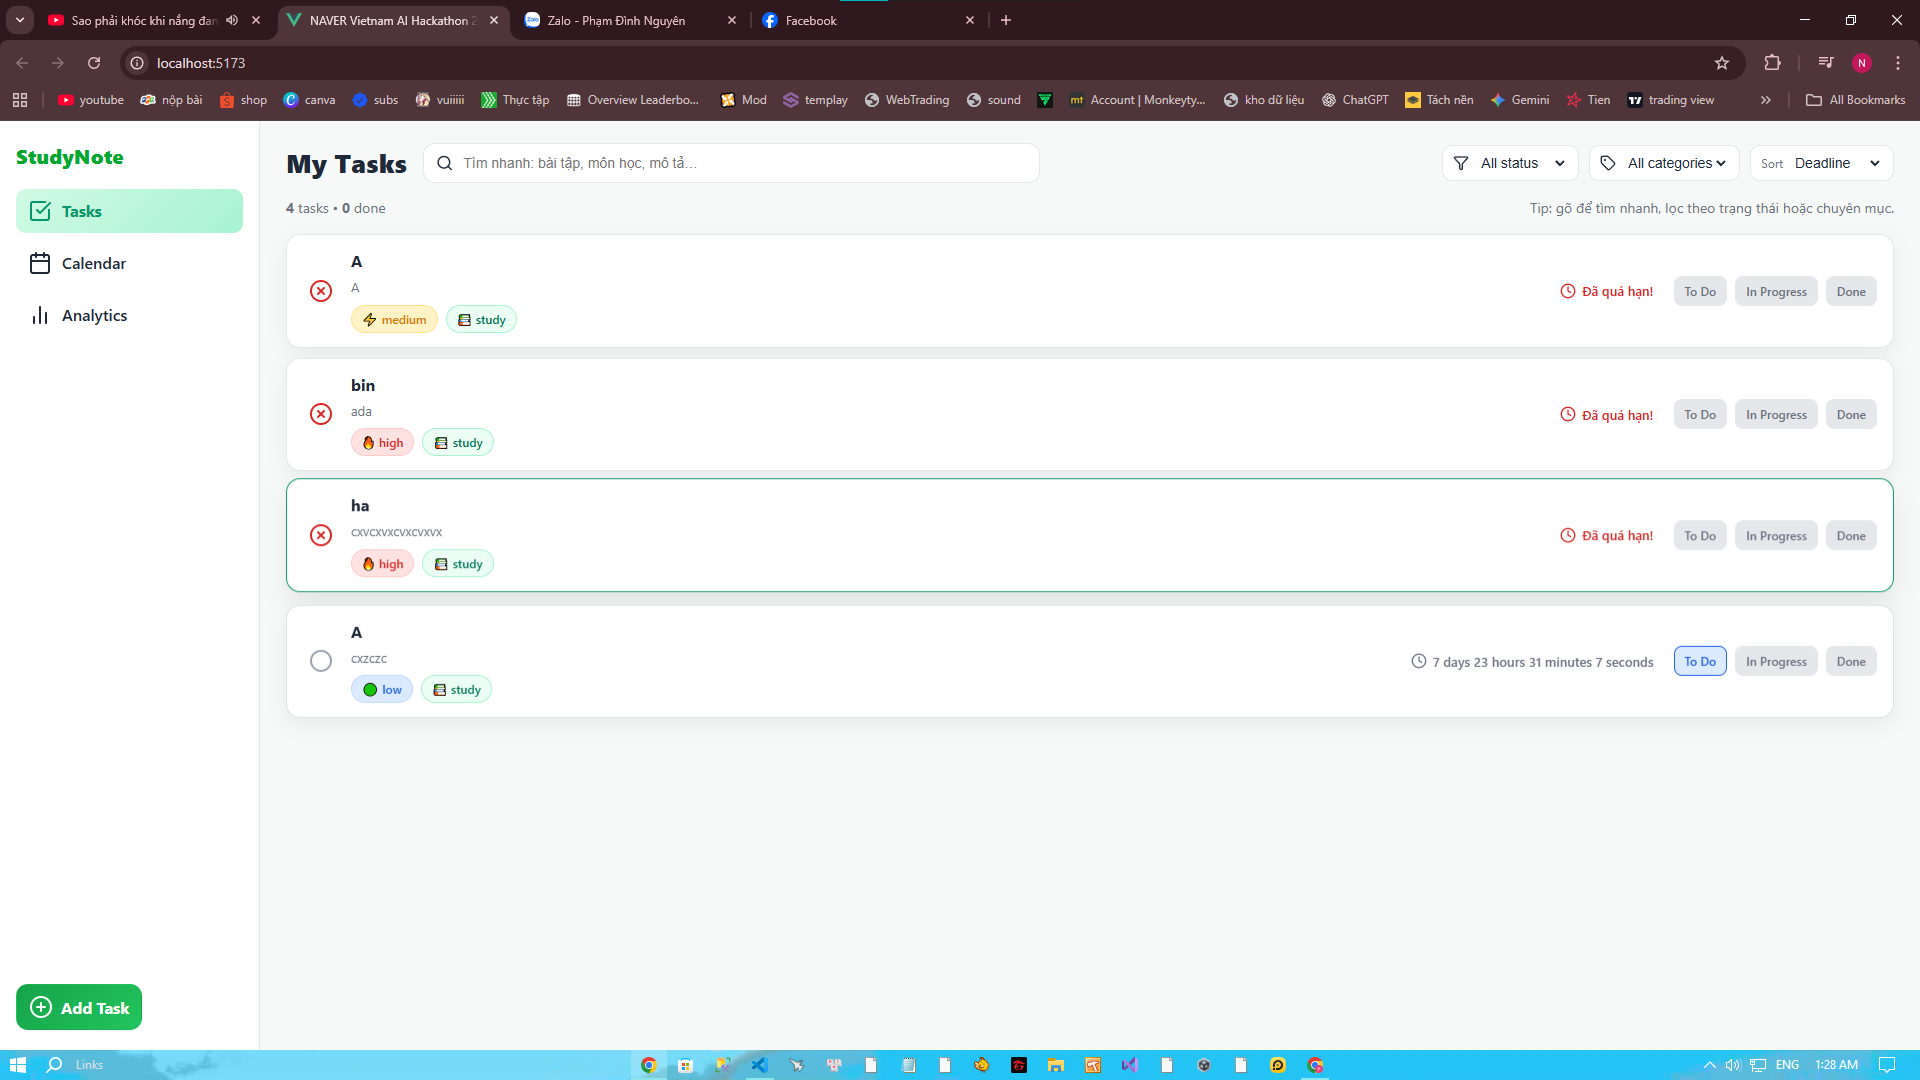 Sao phải khóc khi nắng đan
NAVER Vietnam AI Hackathon 2
Zalo - Phạm Đình Nguyên
Facebook
localhost:5173
N
youtube
nộp bài
shop
canva
subs
vuiiiii
Thực tập
Overview Leaderbo...
Mod
templay
WebTrading
sound
mt Account | Monkeyty...
kho dữ liệu
ChatGPT
Tách nền
Gemini
Tien
trading view
All Bookmarks
StudyNote
Tasks
Calendar
Analytics
Add Task
My Tasks
Tìm nhanh: bài tập, môn học, mô tả...
All status
All categories
Sort Deadline
4 tasks • 0 done
Tip: gõ để tìm nhanh, lọc theo trạng thái hoặc chuyên mục.
A
A
medium study
Đã quá hạn! To Do In Progress Done
bin
ada
high study
Đã quá hạn! To Do In Progress Done
ha
cxvcxvxcvxcvxvx
high study
Đã quá hạn! To Do In Progress Done
A
cxzczc
low study
7 days 23 hours 31 minutes 7 seconds To Do In Progress Done
Links
ENG
1:28 AM